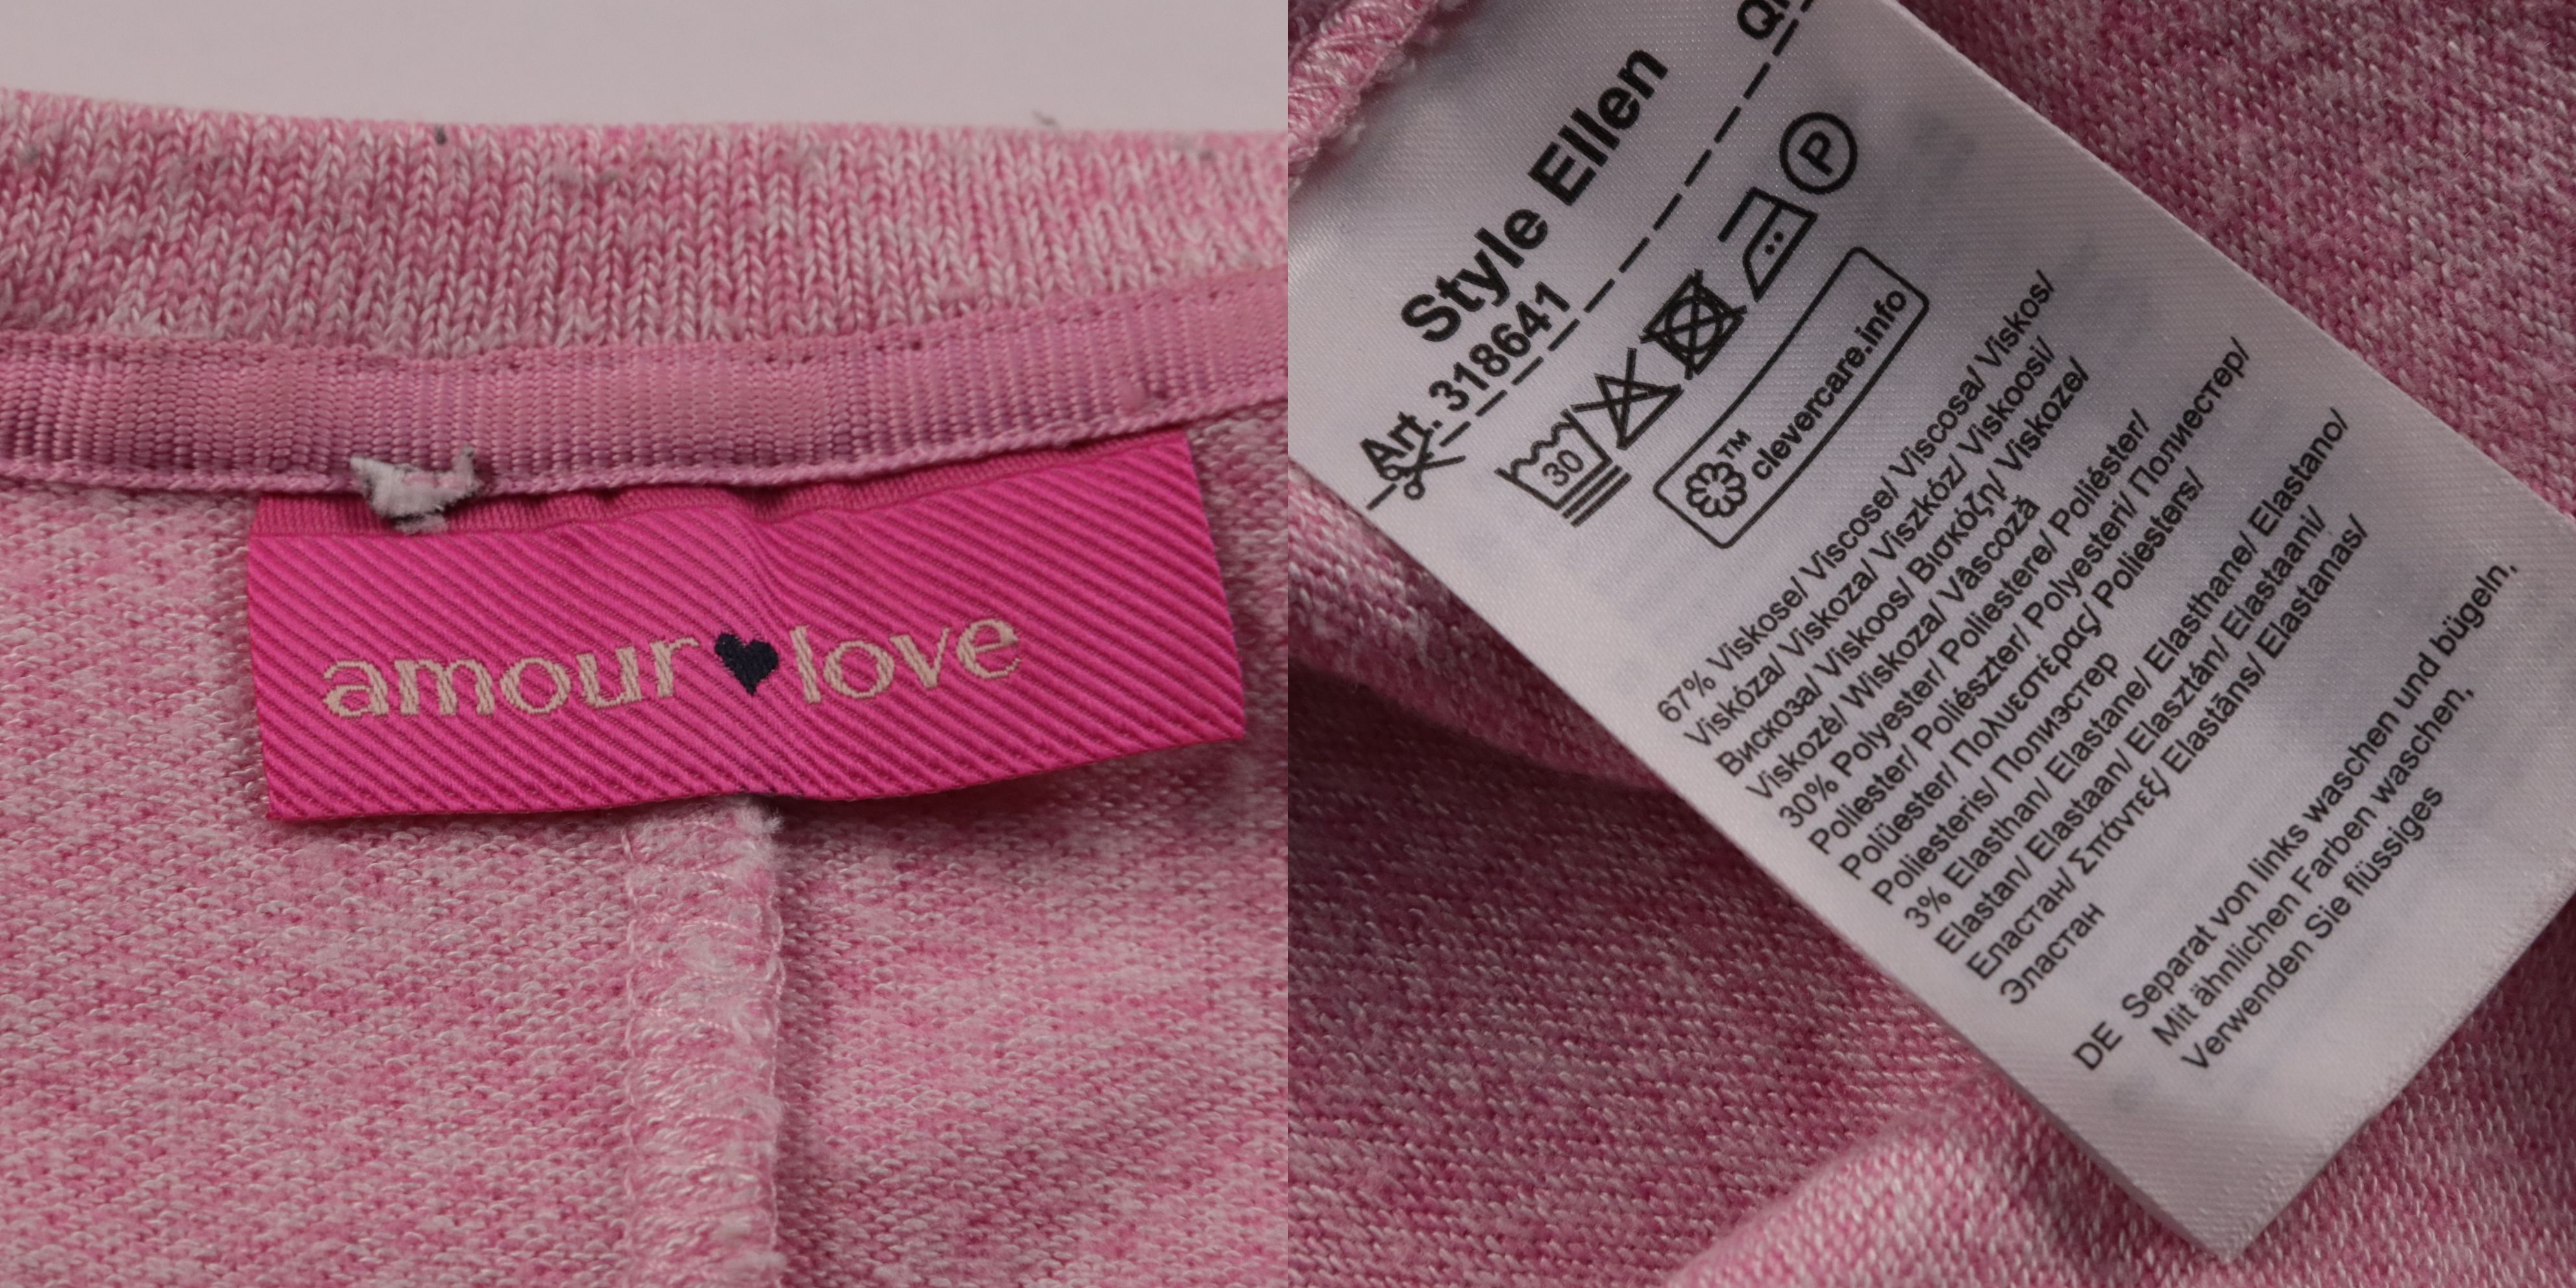 amour love
Style Ellen
Art. 318641
P
30
™ clevercare.info
67% Viskose/ Viscose/ Viscosa/ Viskos/
Viskóza/ Viskoza/ Viszkóz/ Viskoosi/
Вискоза/ Viskoos/ Βισκόζη/ Viskoze/
Viskozė/ Wiskoza/ Vâscoză
30% Polyester/ Poliestere/ Poliéster/
Poliester/ Poliészter/ Polyesteri/ Полиестер/
Polüester/ Πολυεστέρας/ Poliesters/
Poliesteris/ Полиэстер
3% Elasthan/ Elastane/ Elasthane/ Elastano/
Elastan/ Elastaan/ Elasztán/ Elastaani/
Еластан/ Σπάντεξ/ Elastāns/ Elastanas/
Эластан
DE Separat von links waschen und bügeln,
Mit ähnlichen Farben waschen,
Verwenden Sie flüssiges